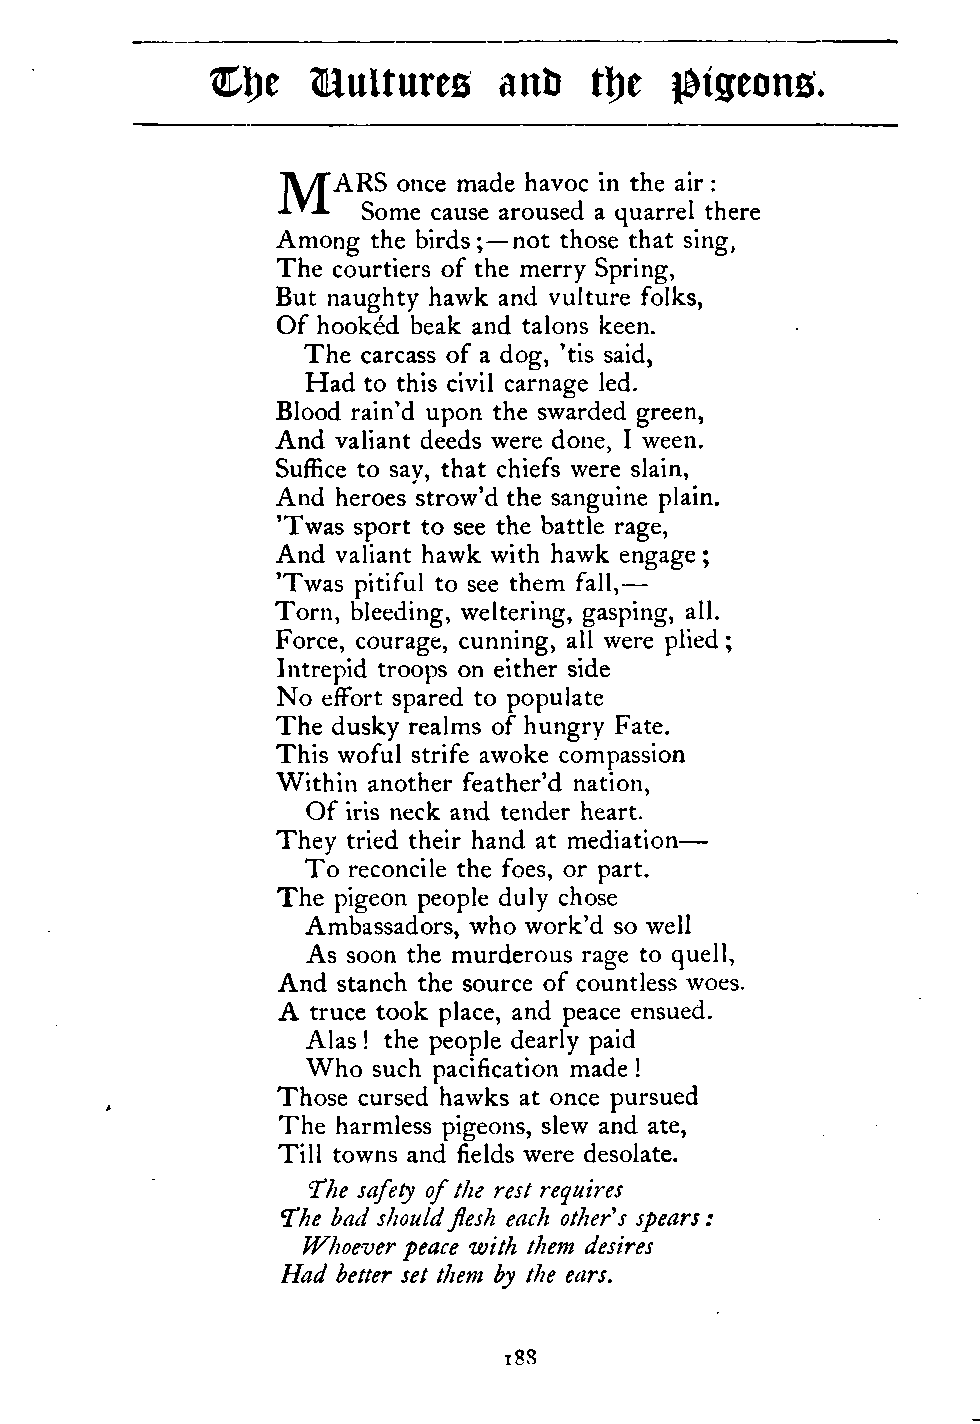 The Vultures and the Pigeons.
MARS once made havoc in the air :
Some cause aroused a quarrel there
Among the birds ;—not those that sing,
The courtiers of the merry Spring,
But naughty hawk and vulture folks,
Of hookéd beak and talons keen.
The carcass of a dog, 'tis said,
Had to this civil carnage led.
Blood rain'd upon the swarded green,
And valiant deeds were done, I ween.
Suffice to say, that chiefs were slain,
And heroes strow'd the sanguine plain.
'Twas sport to see the battle rage,
And valiant hawk with hawk engage ;
'Twas pitiful to see them fall,—
Torn, bleeding, weltering, gasping, all.
Force, courage, cunning, all were plied ;
Intrepid troops on either side
No effort spared to populate
The dusky realms of hungry Fate.
This woful strife awoke compassion
Within another feather'd nation,
Of iris neck and tender heart.
They tried their hand at mediation—
To reconcile the foes, or part.
The pigeon people duly chose
Ambassadors, who work'd so well
As soon the murderous rage to quell,
And stanch the source of countless woes.
A truce took place, and peace ensued.
Alas ! the people dearly paid
Who such pacification made !
Those cursed hawks at once pursued
The harmless pigeons, slew and ate,
Till towns and fields were desolate.
The safety of the rest requires
The bad should flesh each other's spears :
Whoever peace with them desires
Had better set them by the ears.
188